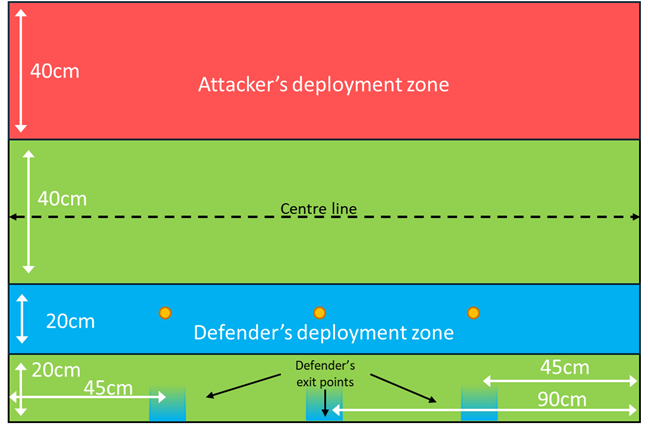 40cm
Attacker's deployment zone
40cm
Centre line
20cm
Defender's deployment zone
20cm
45cm
Defender's
exit points
45cm
90cm